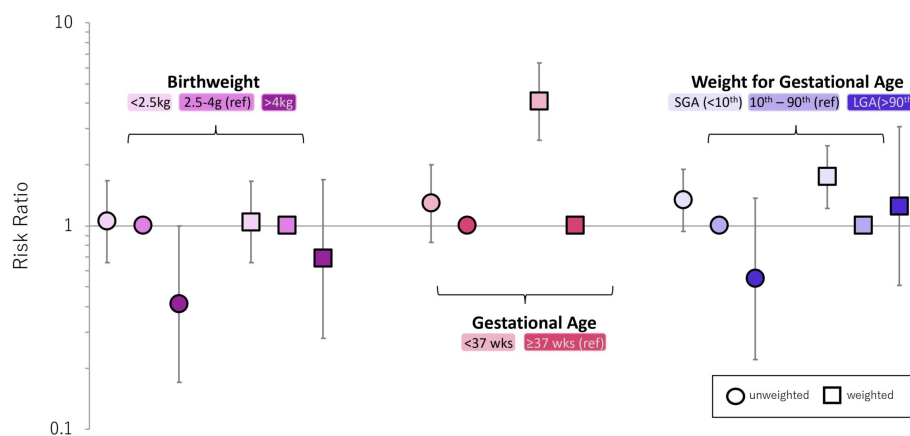 10
Birthweight
<2.5kg 2.5-4g (ref) >4kg
Weight for Gestational Age
SGA (<10th) 10th – 90th (ref) LGA(>90th
Risk Ratio
1
Gestational Age
<37 wks ≥37 wks (ref)
unweighted weighted
0.1